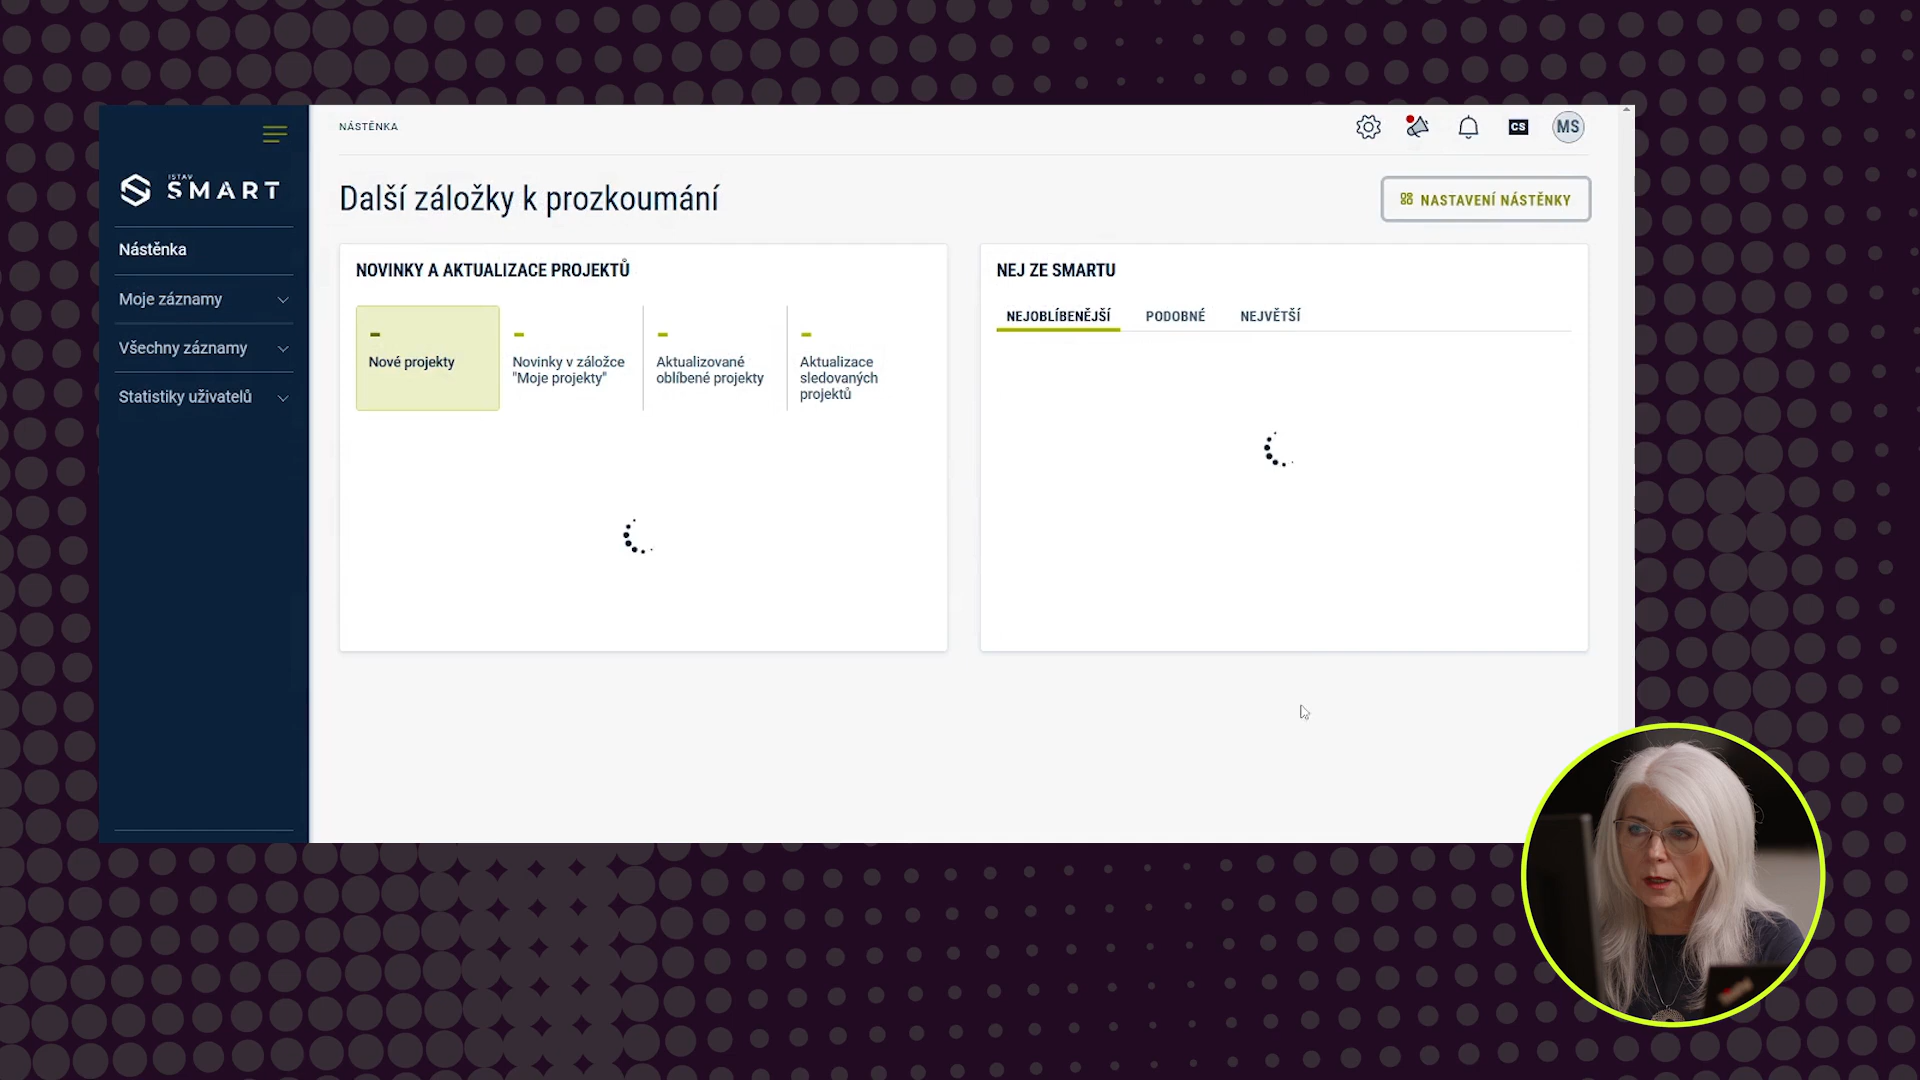 NÁSTĚNKA
CS
MS
ISTAV
SMART
Další záložky k prozkoumání
NASTAVENÍ NÁSTĚNKY
Nástěnka
Moje záznamy
Všechny záznamy
Statistiky uživatelů
NOVINKY A AKTUALIZACE PROJEKTŮ
–
Nové projekty
–
Novinky v záložce
"Moje projekty"
–
Aktualizované
oblíbené projekty
–
Aktualizace
sledovaných
projektů
NEJ ZE SMARTU
NEJOBLÍBENĚJŠÍ
PODOBNÉ
NEJVĚTŠÍ